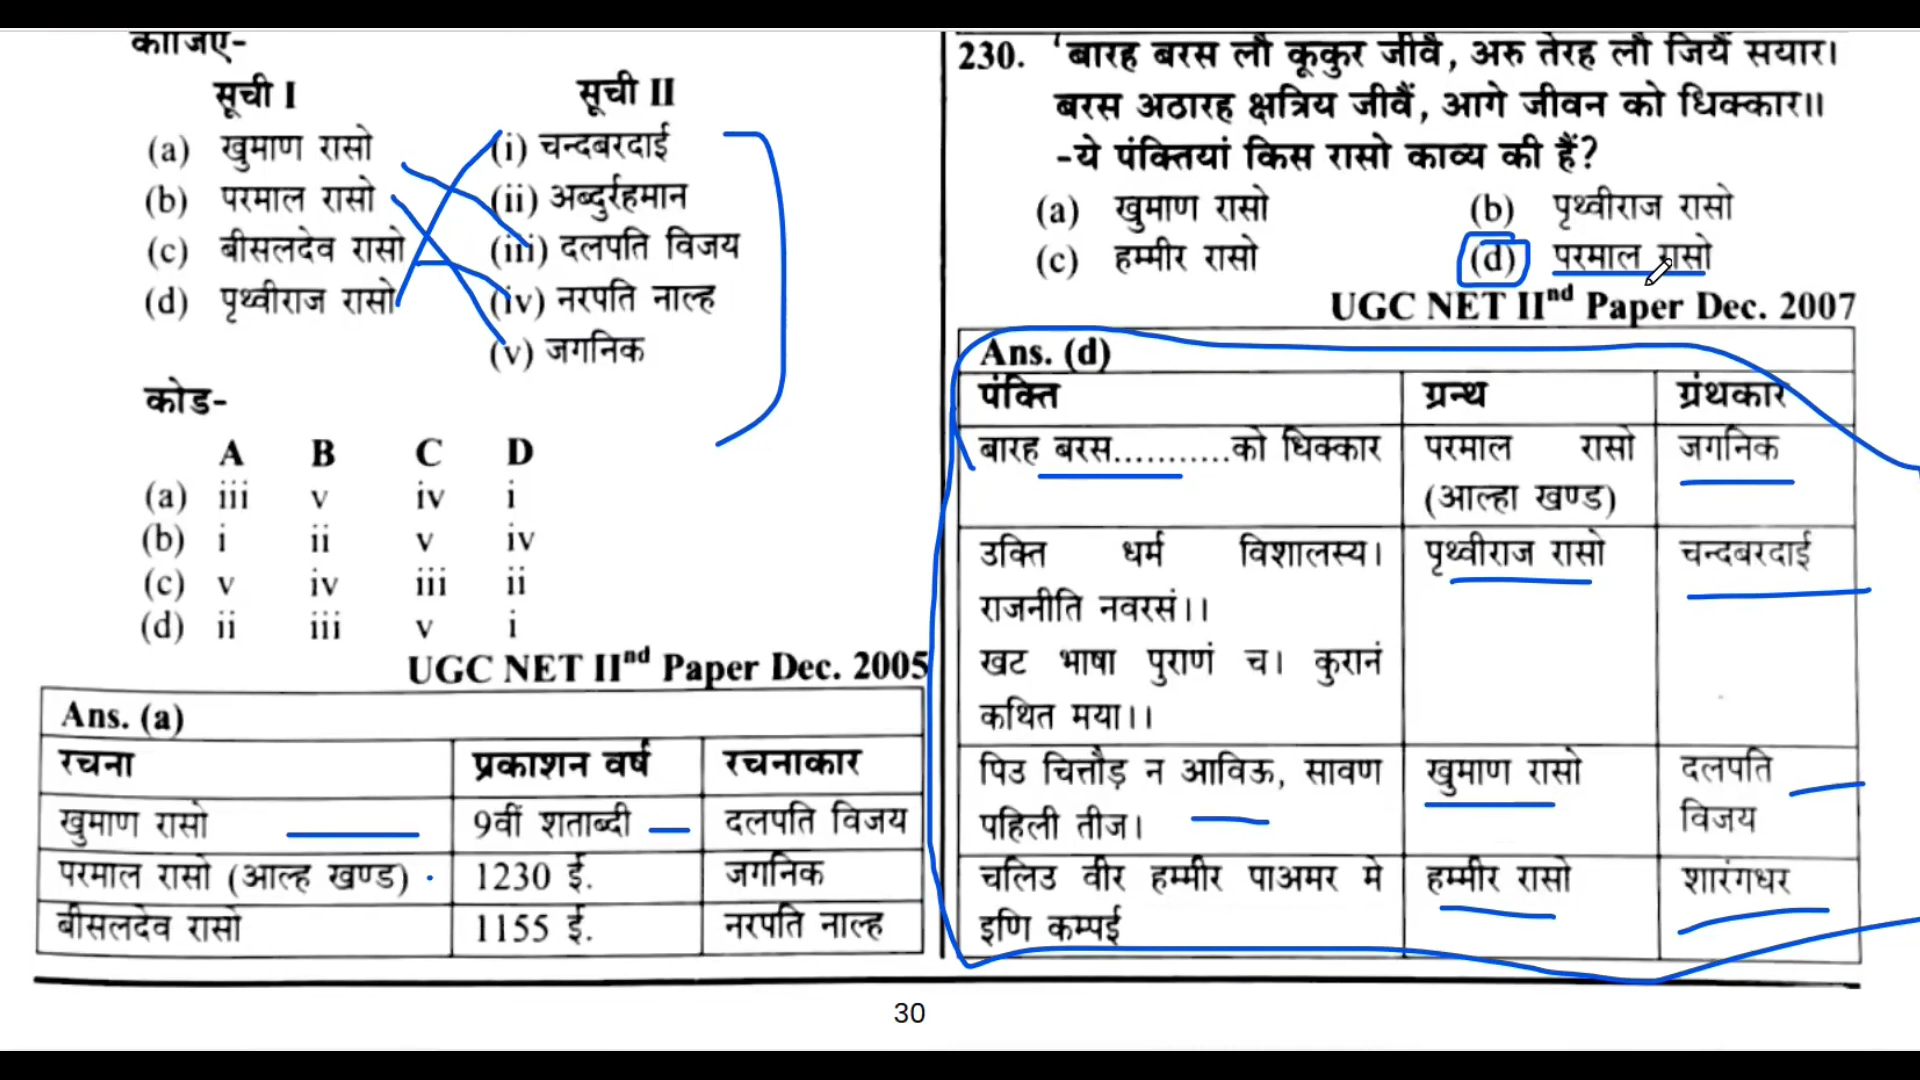 कीजिए-
सूची I सूची II
(a) खुमाण रासो (i) चन्दबरदाई
(b) परमाल रासो (ii) अब्दुर्रहमान
(c) बीसलदेव रासो (iii) दलपति विजय
(d) पृथ्वीराज रासो (iv) नरपति नाल्ह
(v) जगनिक
कोड-
A B C D
(a) iii v iv i
(b) i ii v iv
(c) v iv iii ii
(d) ii iii v i
UGC NET IInd Paper Dec. 2005
Ans. (a)
रचना प्रकाशन वर्ष रचनाकार
खुमाण रासो 9वीं शताब्दी दलपति विजय
परमाल रासो (आल्ह खण्ड) 1230 ई. जगनिक
बीसलदेव रासो 1155 ई. नरपति नाल्ह
230. 'बारह बरस लौ कूकुर जीवै, अरु तेरह लौ जियैं सयार।
बरस अठारह क्षत्रिय जीवैं, आगे जीवन को धिक्कार॥
-ये पंक्तियां किस रासो काव्य की हैं?
(a) खुमाण रासो (b) पृथ्वीराज रासो
(c) हम्मीर रासो (d) परमाल रासो
UGC NET IInd Paper Dec. 2007
Ans. (d)
पंक्ति ग्रन्थ ग्रंथकार
बारह बरस...........को धिक्कार परमाल रासो जगनिक
(आल्हा खण्ड)
उक्ति धर्म विशालस्य। पृथ्वीराज रासो चन्दबरदाई
राजनीति नवरसं।।
खट भाषा पुराणं च। कुरानं
कथित मया।।
पिउ चित्तौड़ न आविऊ, सावण खुमाण रासो दलपति
पहिली तीज। विजय
चलिउ वीर हम्मीर पाअमर मे हम्मीर रासो शारंगधर
इणि कम्पई
30